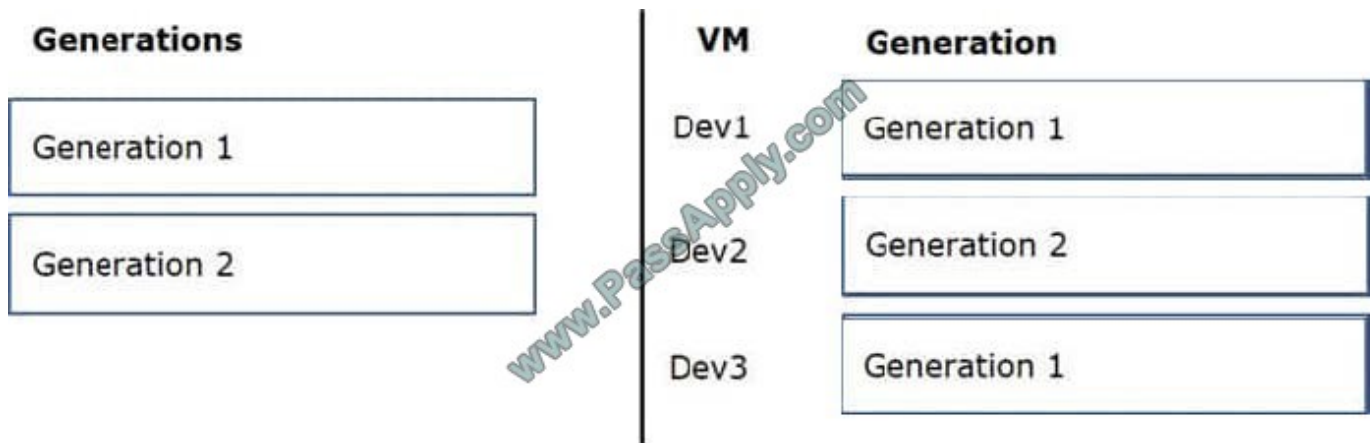 Generations
Generation 1
Generation 2
VM Generation
Dev1 Generation 1
Dev2 Generation 2
Dev3 Generation 1
www.PassApply.com